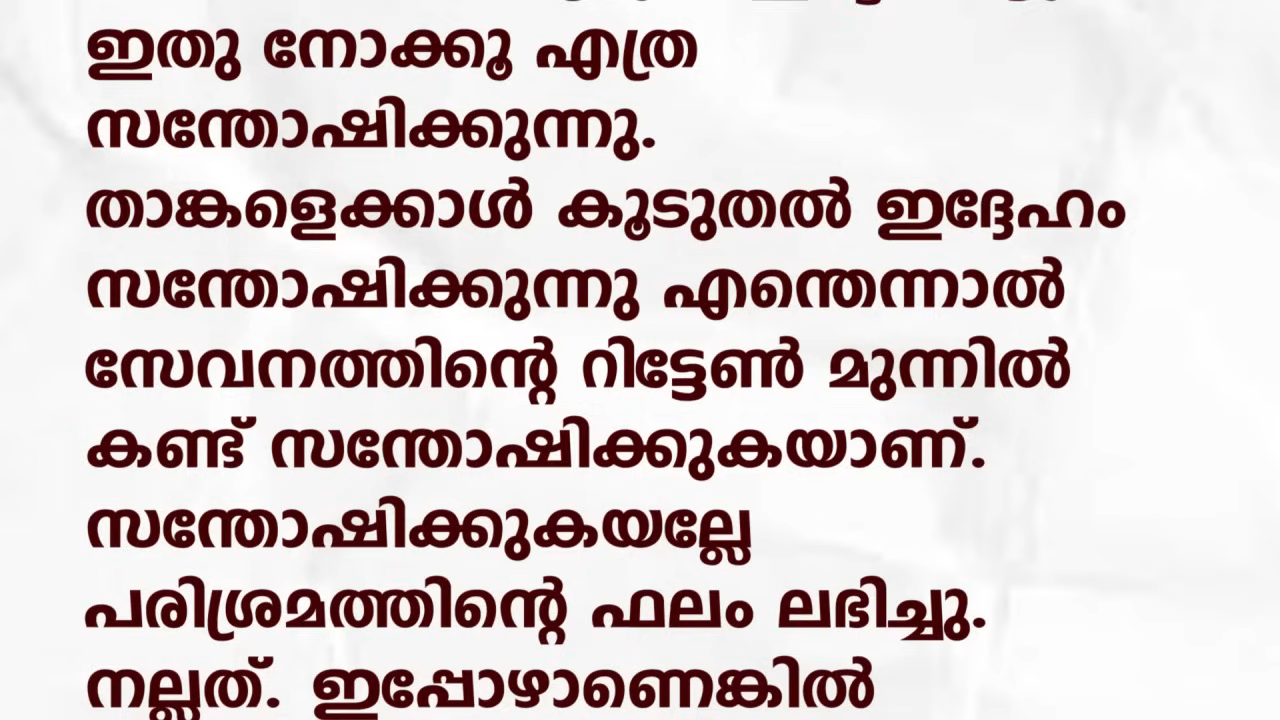 ഇതു നോക്കൂ എത്ര
സന്തോഷിക്കുന്നു.
താങ്കളെക്കാൾ കൂടുതൽ ഇദ്ദേഹം
സന്തോഷിക്കുന്നു എന്തെന്നാൽ
സേവനത്തിന്റെ റിട്ടേൺ മുന്നിൽ
കണ്ട് സന്തോഷിക്കുകയാണ്.
സന്തോഷിക്കുകയല്ലേ
പരിശ്രമത്തിന്റെ ഫലം ലഭിച്ചു.
നല്ലത്. ഇപ്പോഴാണെങ്കിൽ